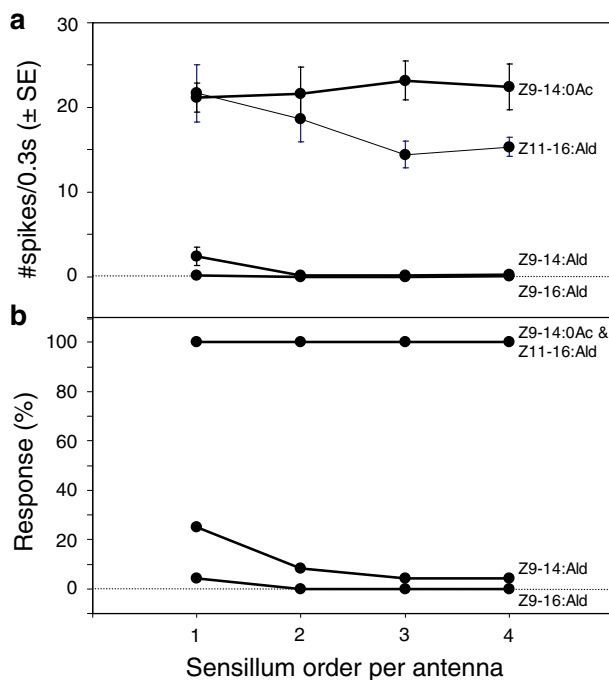 a
30
20
10
0
#spikes/0.3s (± SE)
Z9-14:0Ac
Z11-16:Ald
Z9-14:Ald
Z9-16:Ald
b
100
80
60
40
20
0
Response (%)
Z9-14:0Ac &
Z11-16:Ald
Z9-14:Ald
Z9-16:Ald
1 2 3 4
Sensillum order per antenna